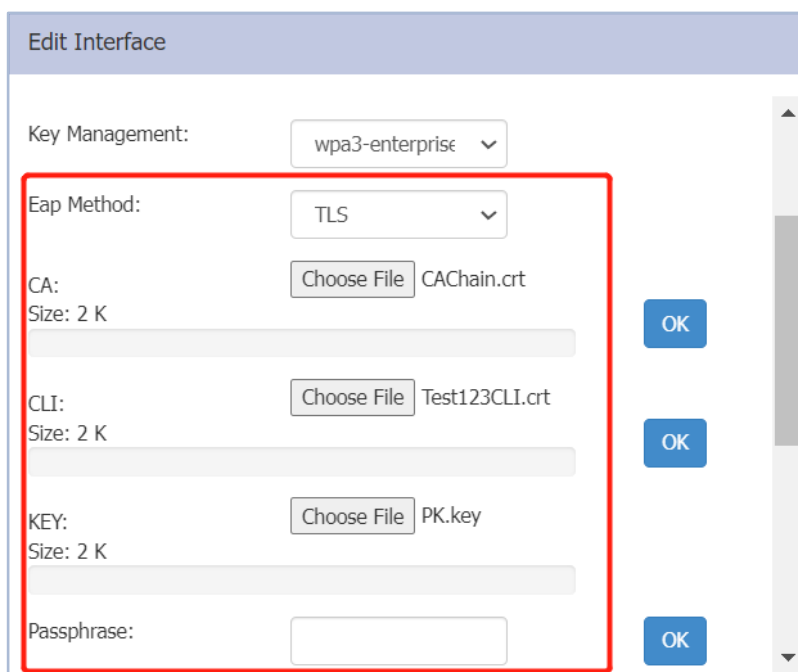 Edit Interface
Key Management:
wpa3-enterprise
Eap Method:
TLS
CA:
Choose File CAChain.crt
Size: 2 K
OK
CLI:
Choose File Test123CLI.crt
Size: 2 K
OK
KEY:
Choose File PK.key
Size: 2 K
Passphrase:
OK